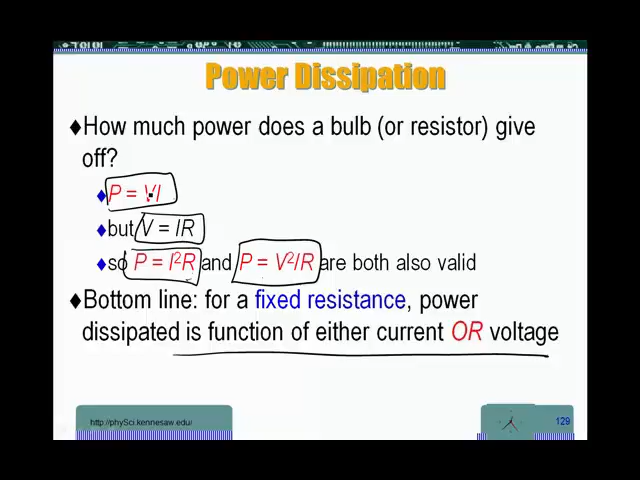 Power Dissipation
♦How much power does a bulb (or resistor) give
off?
♦P = VI
♦but V = IR
♦so P = I²R and P = V²/R are both also valid
♦Bottom line: for a fixed resistance, power
dissipated is function of either current OR voltage
http://phySci.kennesaw.edu/
129